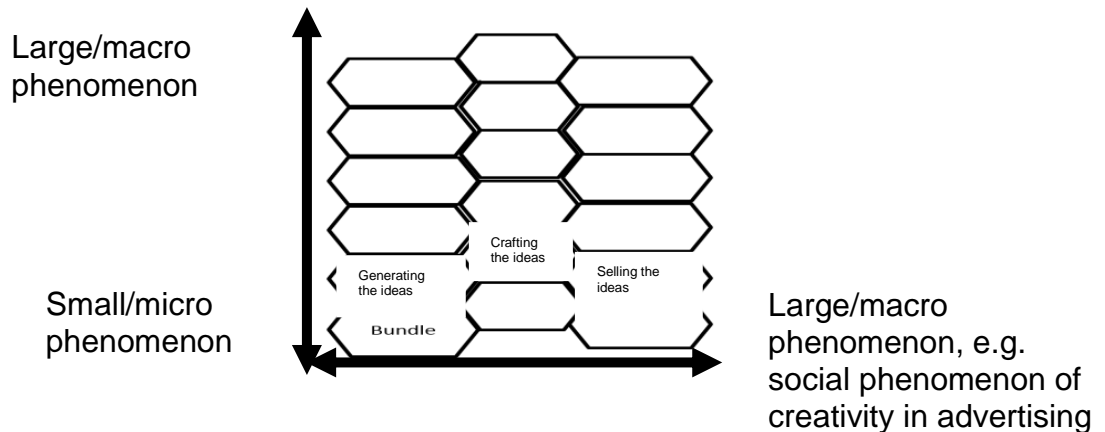 Large/macro
phenomenon
Crafting
the ideas
Generating
the ideas
Selling the
ideas
Small/micro
phenomenon
Bundle
Large/macro
phenomenon, e.g.
social phenomenon of
creativity in advertising